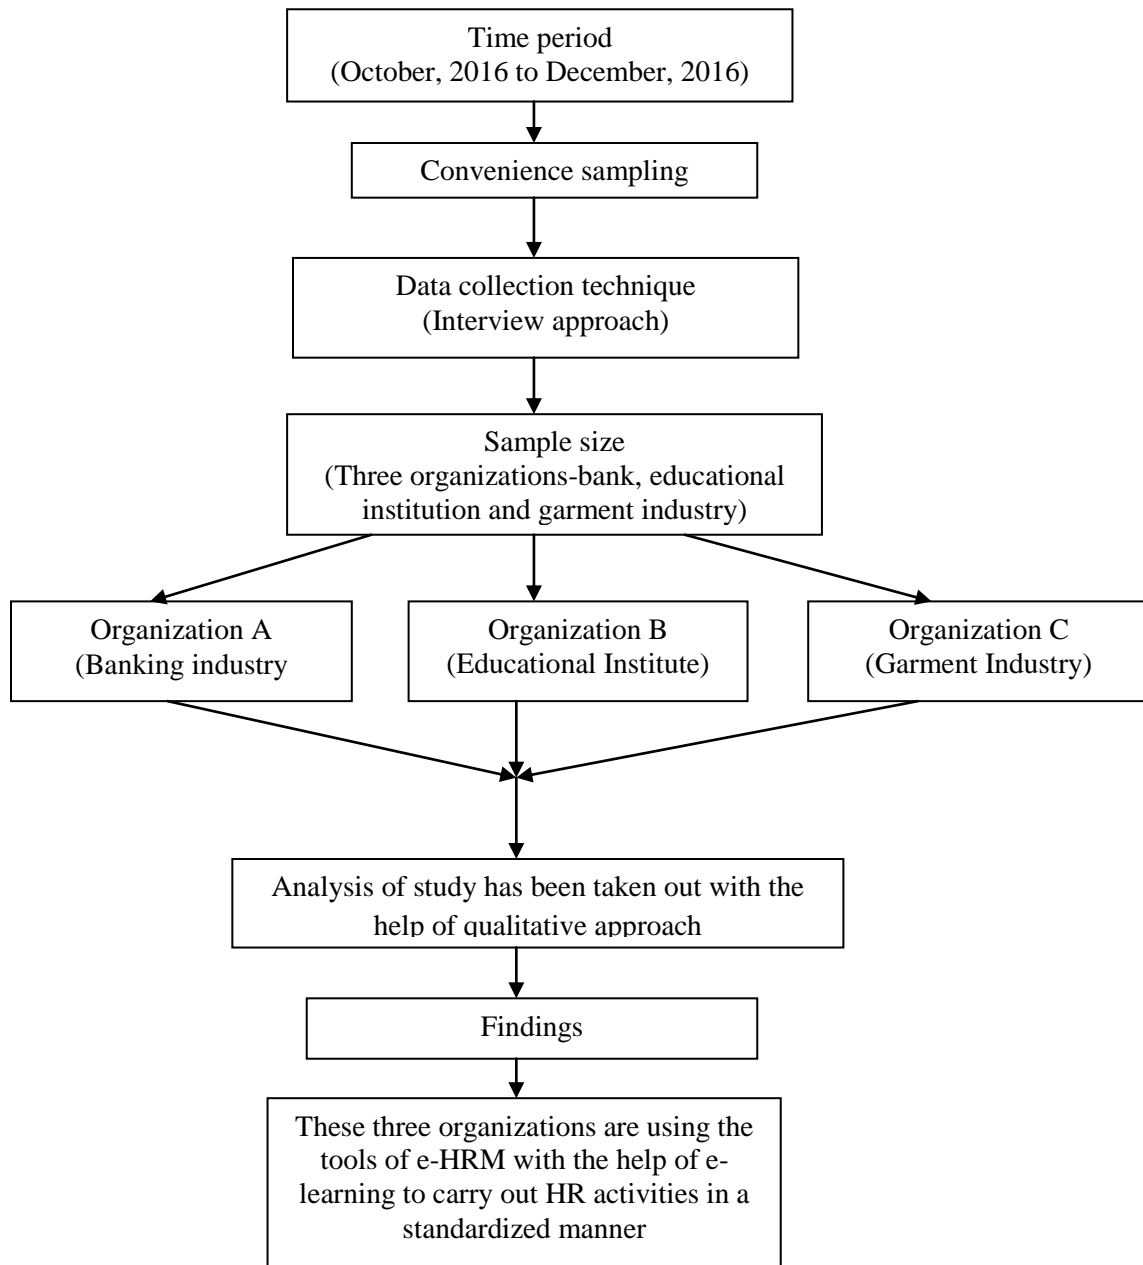 Time period
(October, 2016 to December, 2016)
Convenience sampling
Data collection technique
(Interview approach)
Sample size
(Three organizations-bank, educational
institution and garment industry)
Organization A
(Banking industry
Organization B
(Educational Institute)
Organization C
(Garment Industry)
Analysis of study has been taken out with the
help of qualitative approach
Findings
These three organizations are using the
tools of e-HRM with the help of e-
learning to carry out HR activities in a
standardized manner